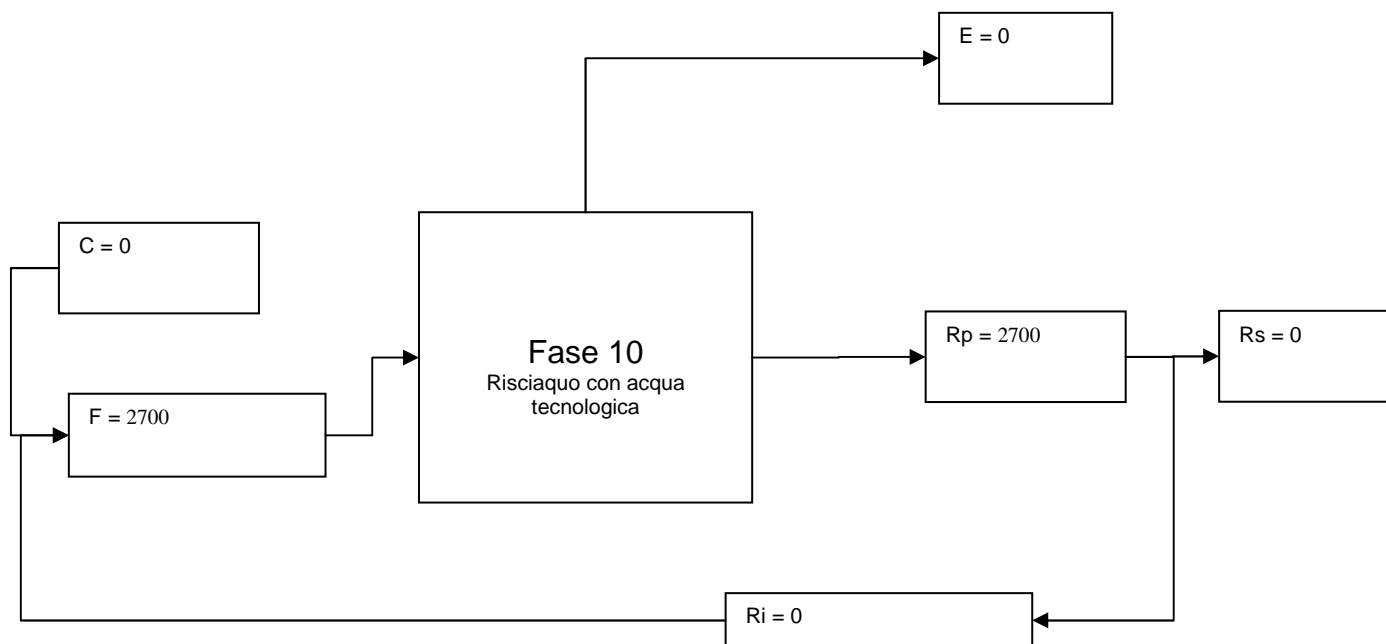 E = 0
C = 0
Fase 10
Risciaquo con acqua
tecnologica
Rp = 2700
Rs = 0
F = 2700
Ri = 0